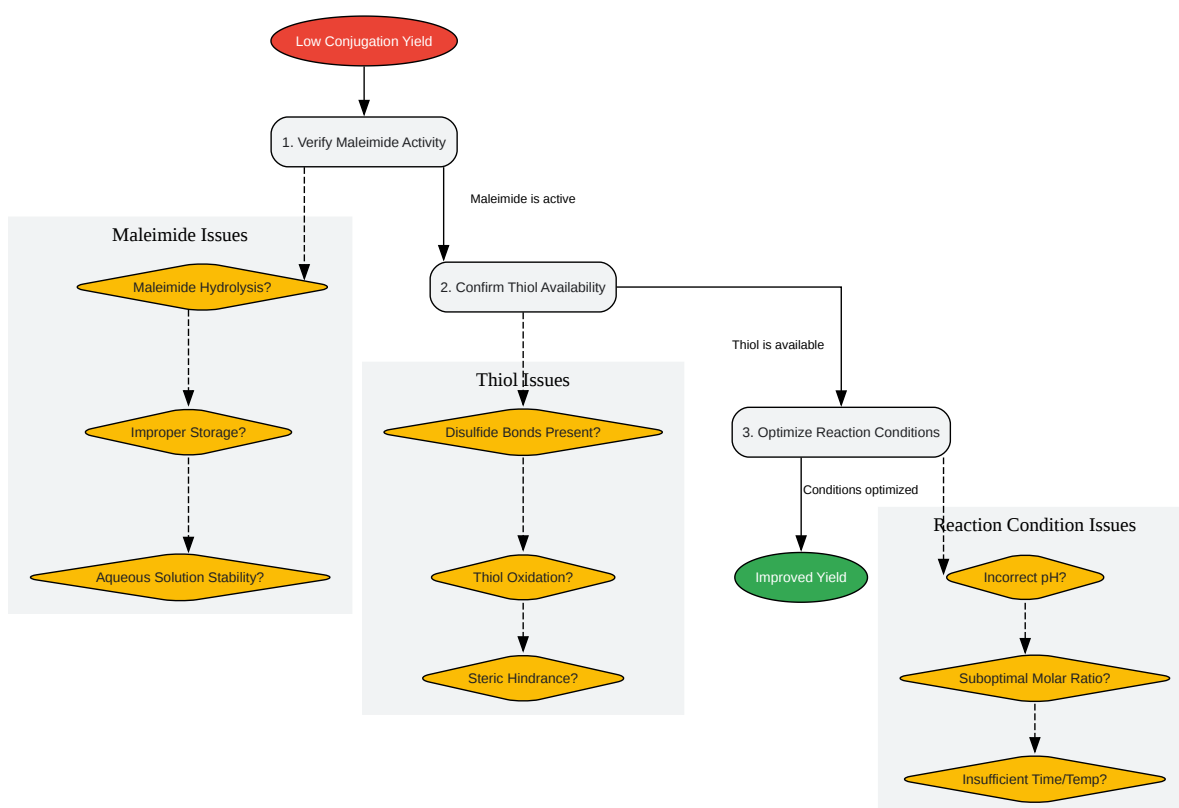 Low Conjugation Yield
1. Verify Maleimide Activity
Maleimide is active
Maleimide Issues
Maleimide Hydrolysis?
2. Confirm Thiol Availability
Thiol is available
Thiol Issues
Improper Storage?
Disulfide Bonds Present?
3. Optimize Reaction Conditions
Conditions optimized
Reaction Condition Issues
Aqueous Solution Stability?
Thiol Oxidation?
Improved Yield
Incorrect pH?
Steric Hindrance?
Suboptimal Molar Ratio?
Insufficient Time/Temp?